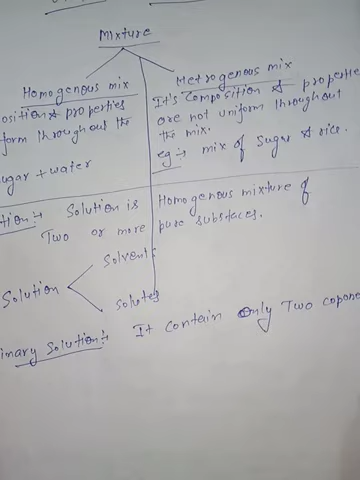 Mixture
Homogenous mix
osition & properties
form throughout the
ugar + water
Hetrogenous mix
It's Composition & propertie
are not uniform throughout
the mix.
eg :- mix of Sugar & rice.
tion :- Solution is Homogenous mixture of
Two or more pure substances.
Solution
Solvents
Solutes
inary Solution :- It contain Only Two copone